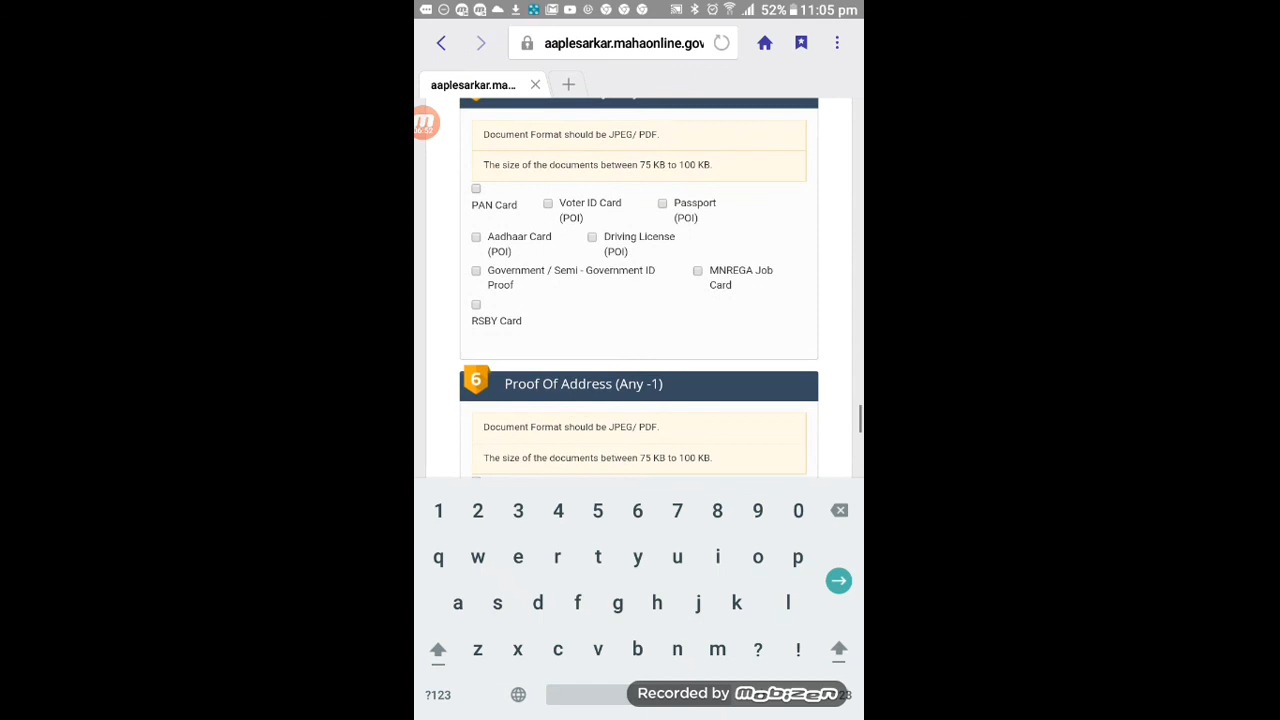 52% 11:05 pm
aaplesarkar.mahaonline.gov
aaplesarkar.ma...
06:53
Document Format should be JPEG/ PDF.
The size of the documents between 75 KB to 100 KB.
PAN Card
Voter ID Card
(POI)
Passport
(POI)
Aadhaar Card
(POI)
Driving License
(POI)
Government / Semi - Government ID
Proof
MNREGA Job
Card
RSBY Card
6 Proof Of Address (Any -1)
Document Format should be JPEG/ PDF.
The size of the documents between 75 KB to 100 KB.
1 2 3 4 5 6 7 8 9 0
q w e r t y u i o p
a s d f g h j k l
z x c v b n m ? !
?123
Recorded by mobizen